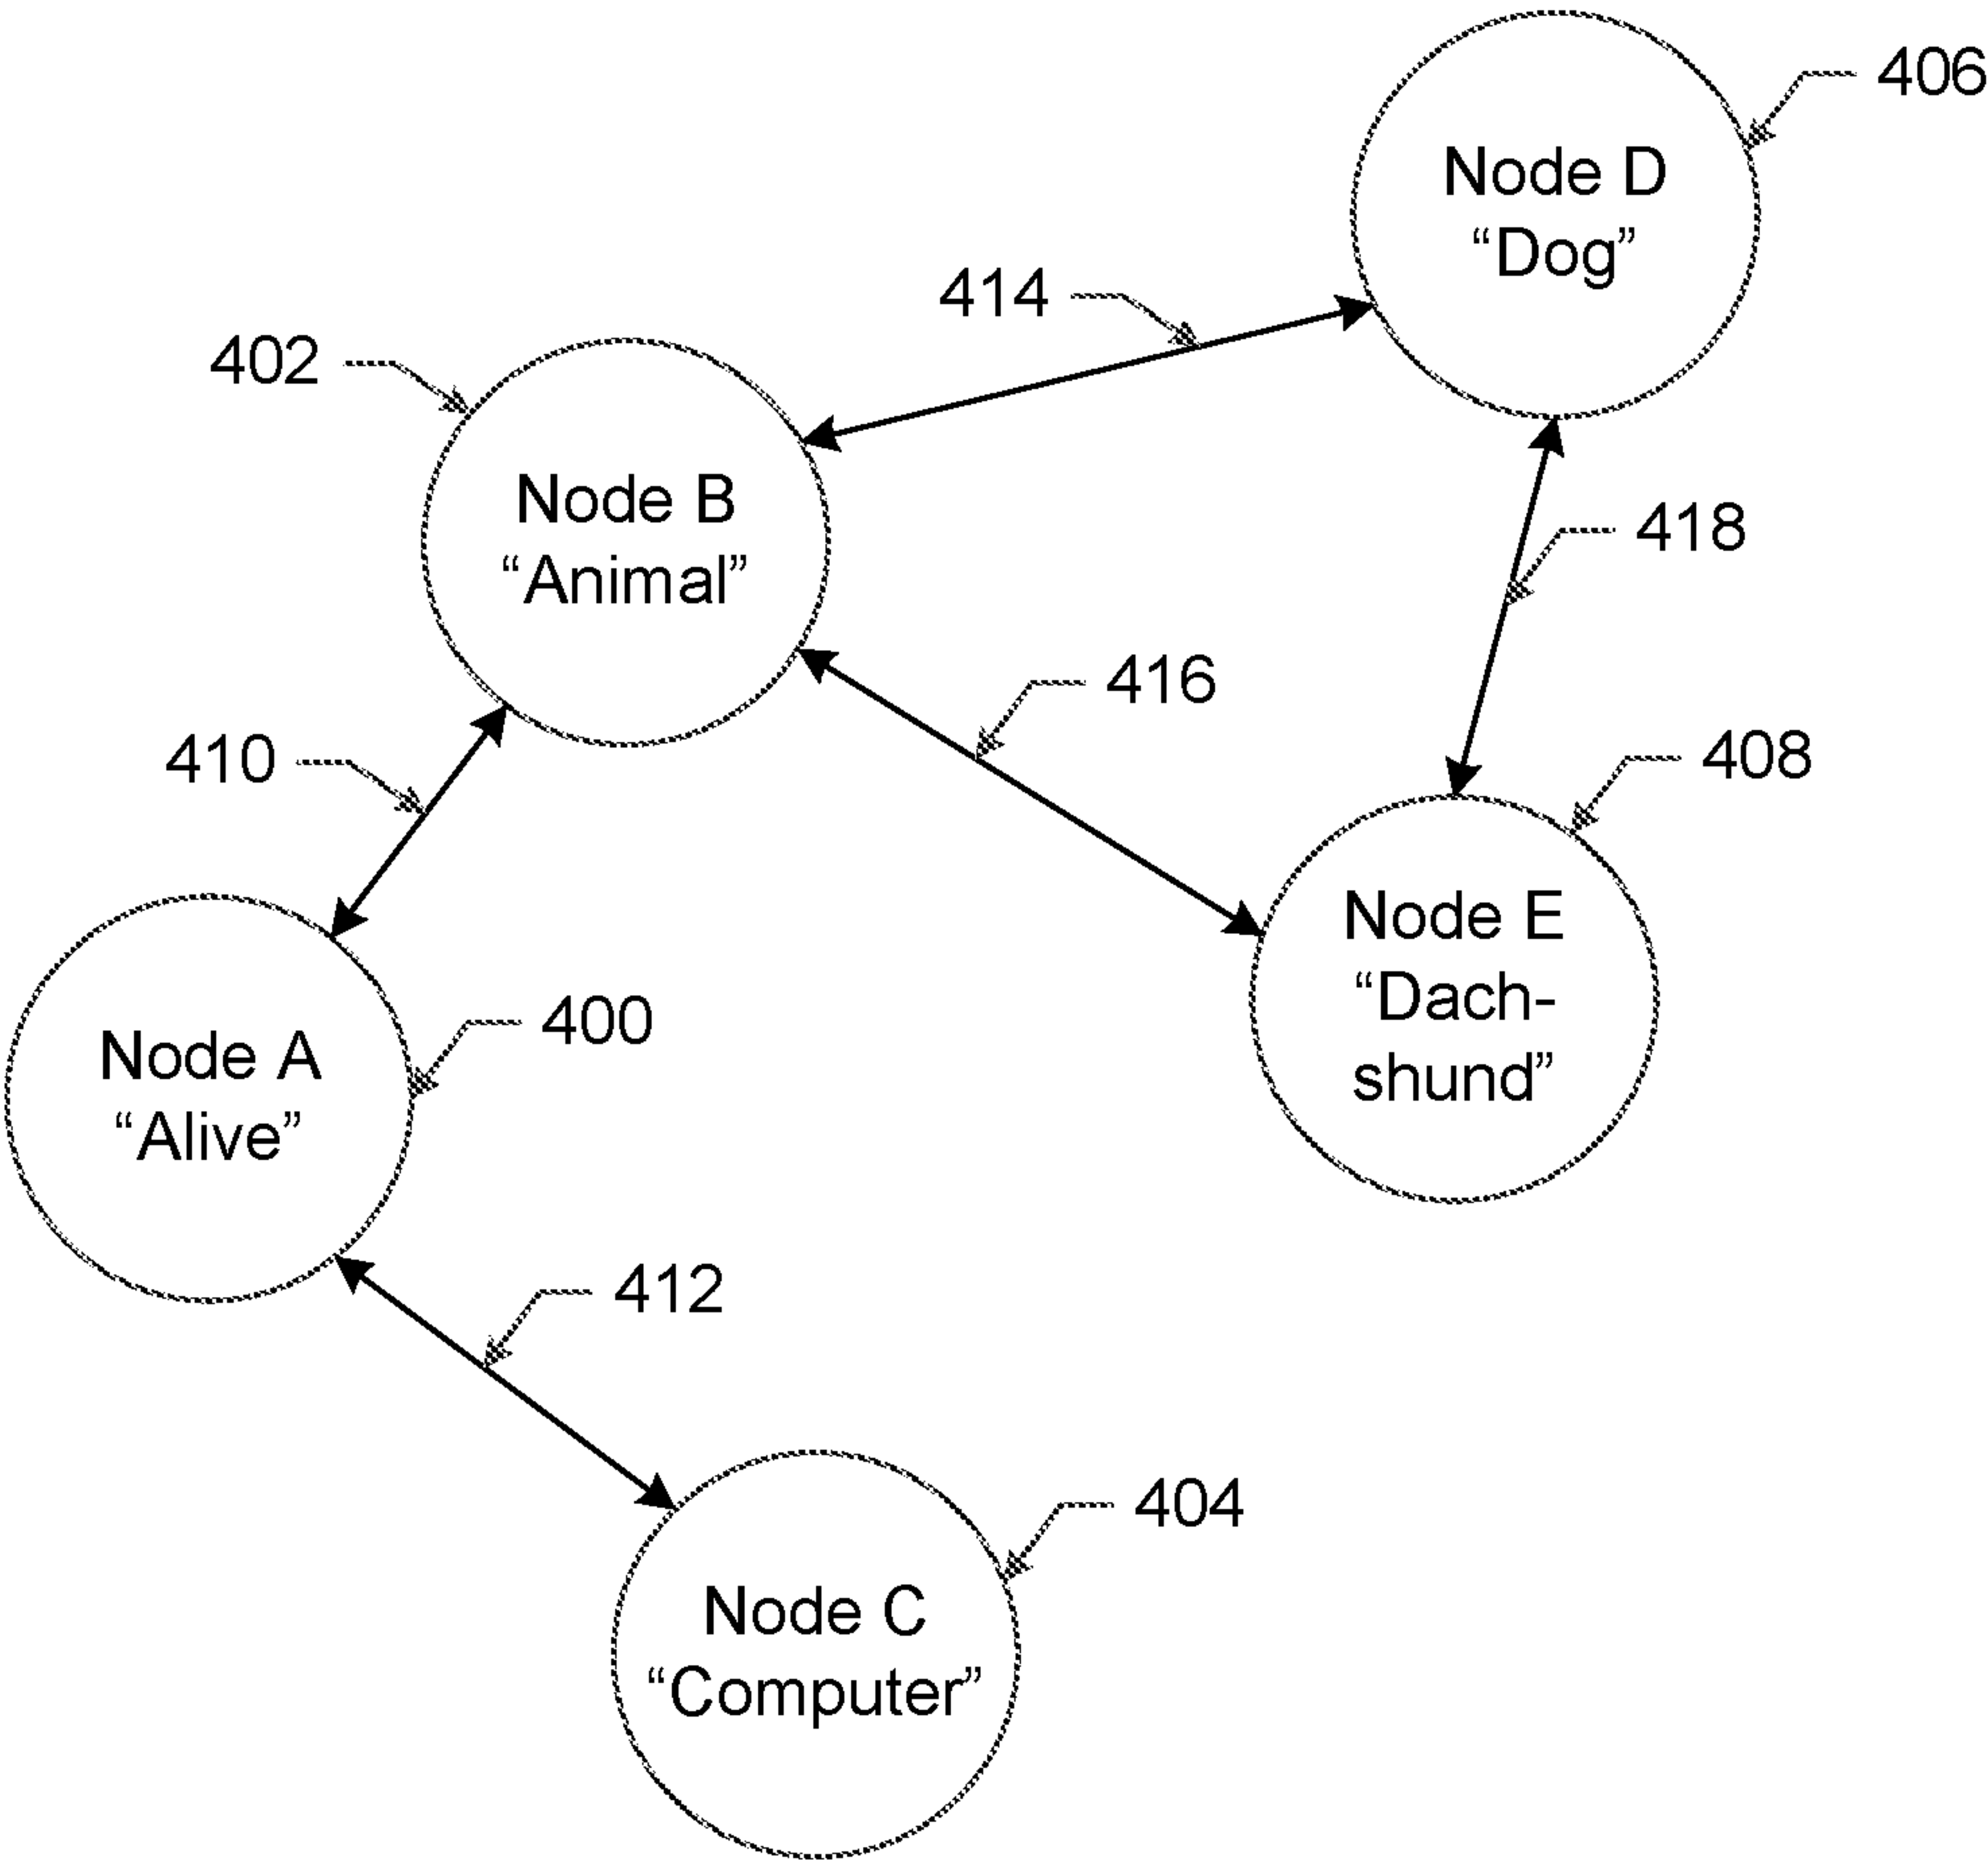 406
Node D
“Dog”
414
402
Node B
“Animal”
418
416
410
408
Node E
“Dach-
shund”
400
Node A
“Alive”
412
404
Node C
“Computer”